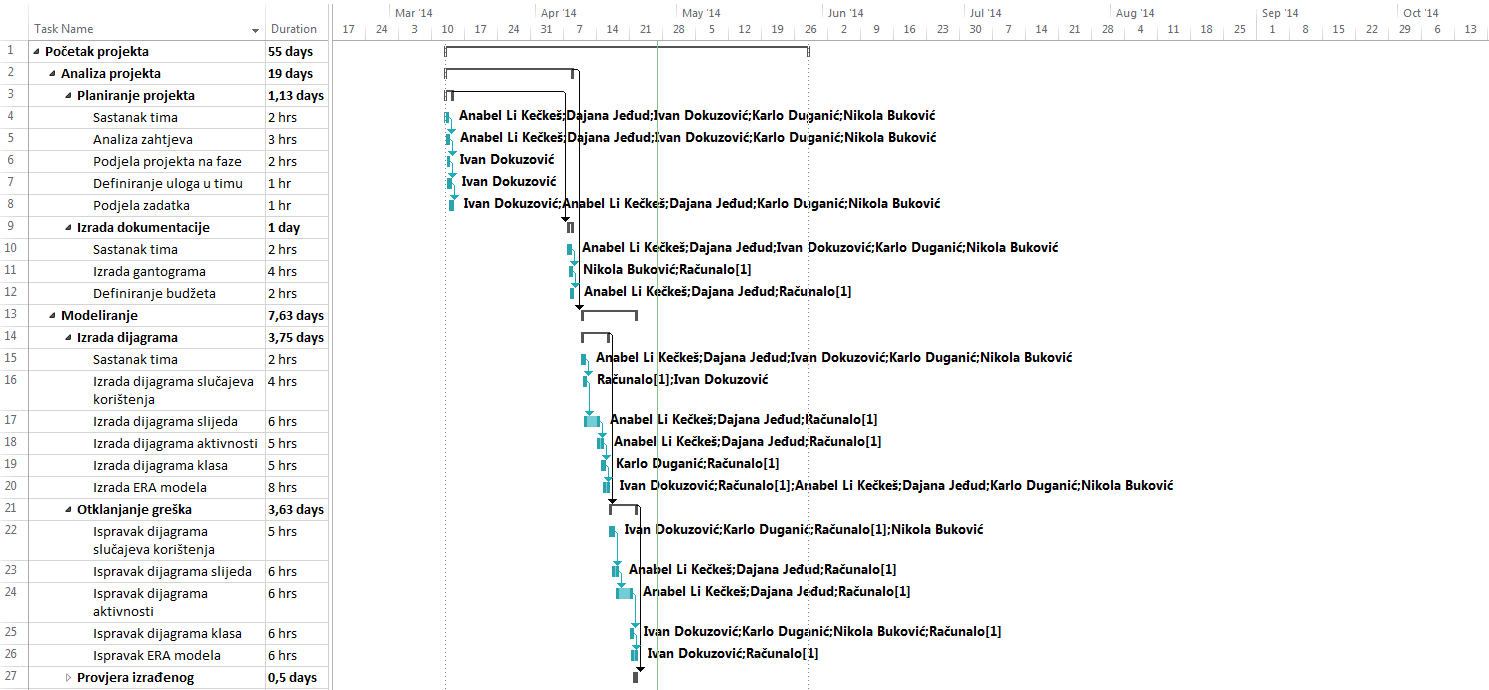 Mar '14 Apr '14 May '14 Jun '14 Jul '14 Aug '14 Sep '14 Oct '14
Task Name Duration 17 24 3 10 17 24 31 7 14 21 28 5 12 19 26 2 9 16 23 30 7 14 21 28 4 11 18 25 1 8 15 22 29 6 13
1 Početak projekta 55 days
2 Analiza projekta 19 days
3 Planiranje projekta 1,13 days
4 Sastanak tima 2 hrs Anabel Li Kečkeš;Dajana Jeđud;Ivan Dokuzović;Karlo Duganić;Nikola Buković
5 Analiza zahtjeva 3 hrs Anabel Li Kečkeš;Dajana Jeđud;Ivan Dokuzović;Karlo Duganić;Nikola Buković
6 Podjela projekta na faze 2 hrs Ivan Dokuzović
7 Definiranje uloga u timu 1 hr Ivan Dokuzović
8 Podjela zadatka 1 hr Ivan Dokuzović;Anabel Li Kečkeš;Dajana Jeđud;Karlo Duganić;Nikola Buković
9 Izrada dokumentacije 1 day
10 Sastanak tima 2 hrs Anabel Li Kečkeš;Dajana Jeđud;Ivan Dokuzović;Karlo Duganić;Nikola Buković
11 Izrada gantograma 4 hrs Nikola Buković;Računalo[1]
12 Definiranje budžeta 2 hrs Anabel Li Kečkeš;Dajana Jeđud;Računalo[1]
13 Modeliranje 7,63 days
14 Izrada dijagrama 3,75 days
15 Sastanak tima 2 hrs Anabel Li Kečkeš;Dajana Jeđud;Ivan Dokuzović;Karlo Duganić;Nikola Buković
16 Izrada dijagrama slučajeva 4 hrs Računalo[1];Ivan Dokuzović
korištenja
17 Izrada dijagrama slijeda 6 hrs Anabel Li Kečkeš;Dajana Jeđud;Računalo[1]
18 Izrada dijagrama aktivnosti 5 hrs Anabel Li Kečkeš;Dajana Jeđud;Računalo[1]
19 Izrada dijagrama klasa 5 hrs Karlo Duganić;Računalo[1]
20 Izrada ERA modela 8 hrs Ivan Dokuzović;Računalo[1];Anabel Li Kečkeš;Dajana Jeđud;Karlo Duganić;Nikola Buković
21 Otklanjanje greška 3,63 days
22 Ispravak dijagrama 5 hrs Ivan Dokuzović;Karlo Duganić;Računalo[1];Nikola Buković
slučajeva korištenja
23 Ispravak dijagrama slijeda 6 hrs Anabel Li Kečkeš;Dajana Jeđud;Računalo[1]
24 Ispravak dijagrama 6 hrs Anabel Li Kečkeš;Dajana Jeđud;Računalo[1]
aktivnosti
25 Ispravak dijagrama klasa 6 hrs Ivan Dokuzović;Karlo Duganić;Nikola Buković;Računalo[1]
26 Ispravak ERA modela 6 hrs Ivan Dokuzović;Računalo[1]
27 Provjera izrađenog 0,5 days